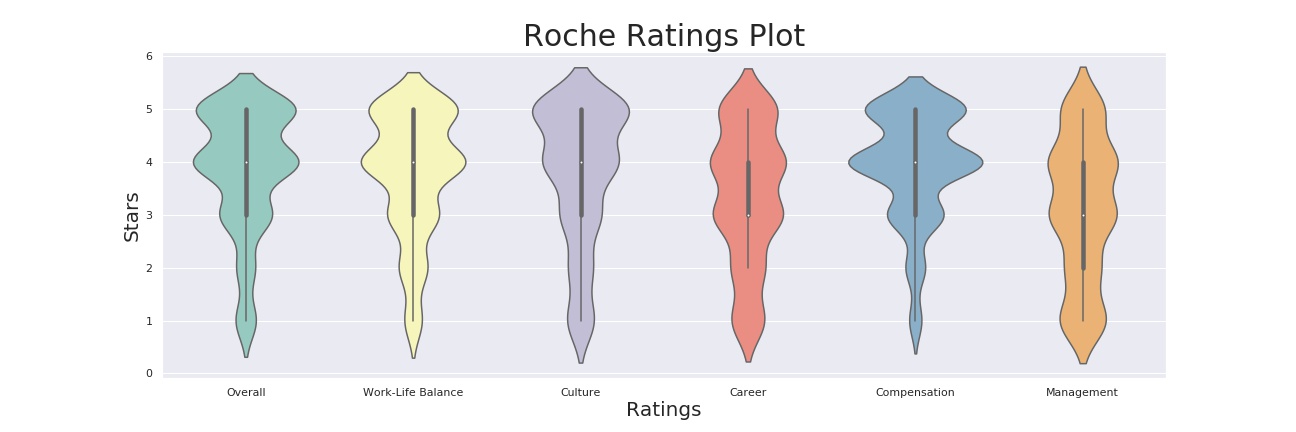 Roche Ratings Plot
6
5
4
3
2
1
0
Stars
Overall Work-Life Balance Culture Career Compensation Management
Ratings